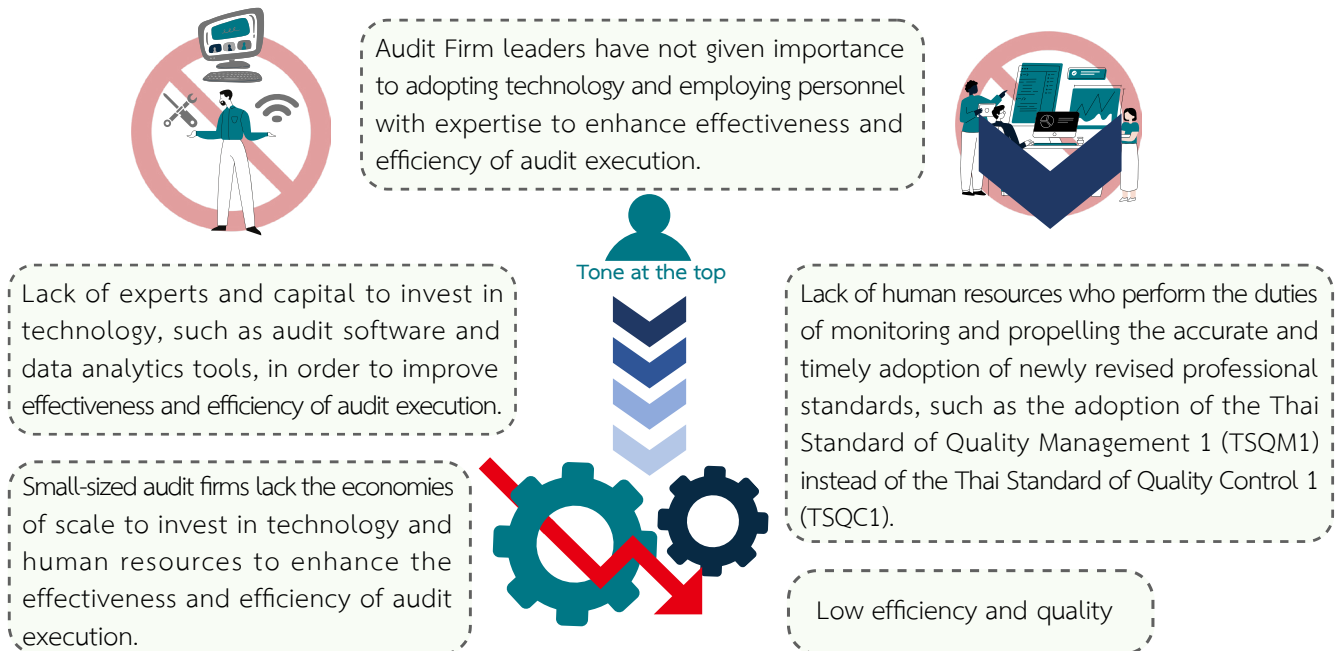 Audit Firm leaders have not given importance
to adopting technology and employing personnel
with expertise to enhance effectiveness and
efficiency of audit execution.
Tone at the top
Lack of experts and capital to invest in
technology, such as audit software and
data analytics tools, in order to improve
effectiveness and efficiency of audit execution.
Small-sized audit firms lack the economies
of scale to invest in technology and
human resources to enhance the
effectiveness and efficiency of audit
execution.
Lack of human resources who perform the duties
of monitoring and propelling the accurate and
timely adoption of newly revised professional
standards, such as the adoption of the Thai
Standard of Quality Management 1 (TSQM1)
instead of the Thai Standard of Quality Control 1
(TSQC1).
Low efficiency and quality